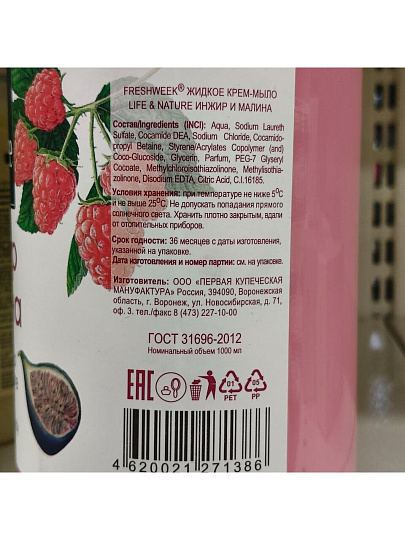 FRESHWEEK® ЖИДКОЕ КРЕМ-МЫЛО
LIFE & NATURE ИНЖИР И МАЛИНА
Состав/Ingredients (INCI): Aqua, Sodium Laureth
Sulfate, Cocamide DEA, Sodium Chloride, Cocamido-
propyl Betaine, Styrene/Acrylates Copolymer (and)
Coco-Glucoside, Glycerin, Parfum, PEG-7 Glyseryl
Cocoate, Methylchloroisothiazolinone, Methylisothia-
zolinone, Disodium EDTA, Citric Acid, C.I.16185.
Условия хранения: при температуре не ниже 5°С
и не выше 25°С. Не допускать попадания прямого
солнечного света. Хранить плотно закрытым, вдали
от отопительных приборов.
Срок годности: 36 месяцев с даты изготовления,
указанной на упаковке.
Дата изготовления и номер партии: см. на упаковке.
Изготовитель: ООО «ПЕРВАЯ КУПЕЧЕСКАЯ
МАНУФАКТУРА» Россия, 394090, Воронежская
область, г. Воронеж, ул. Новосибирская, д. 71,
оф. 3. тел./факс 8 (473) 227-10-00
ГОСТ 31696-2012
Номинальный объем 1000 мл
EAC
01
PET
05
PP
4 620021 271386